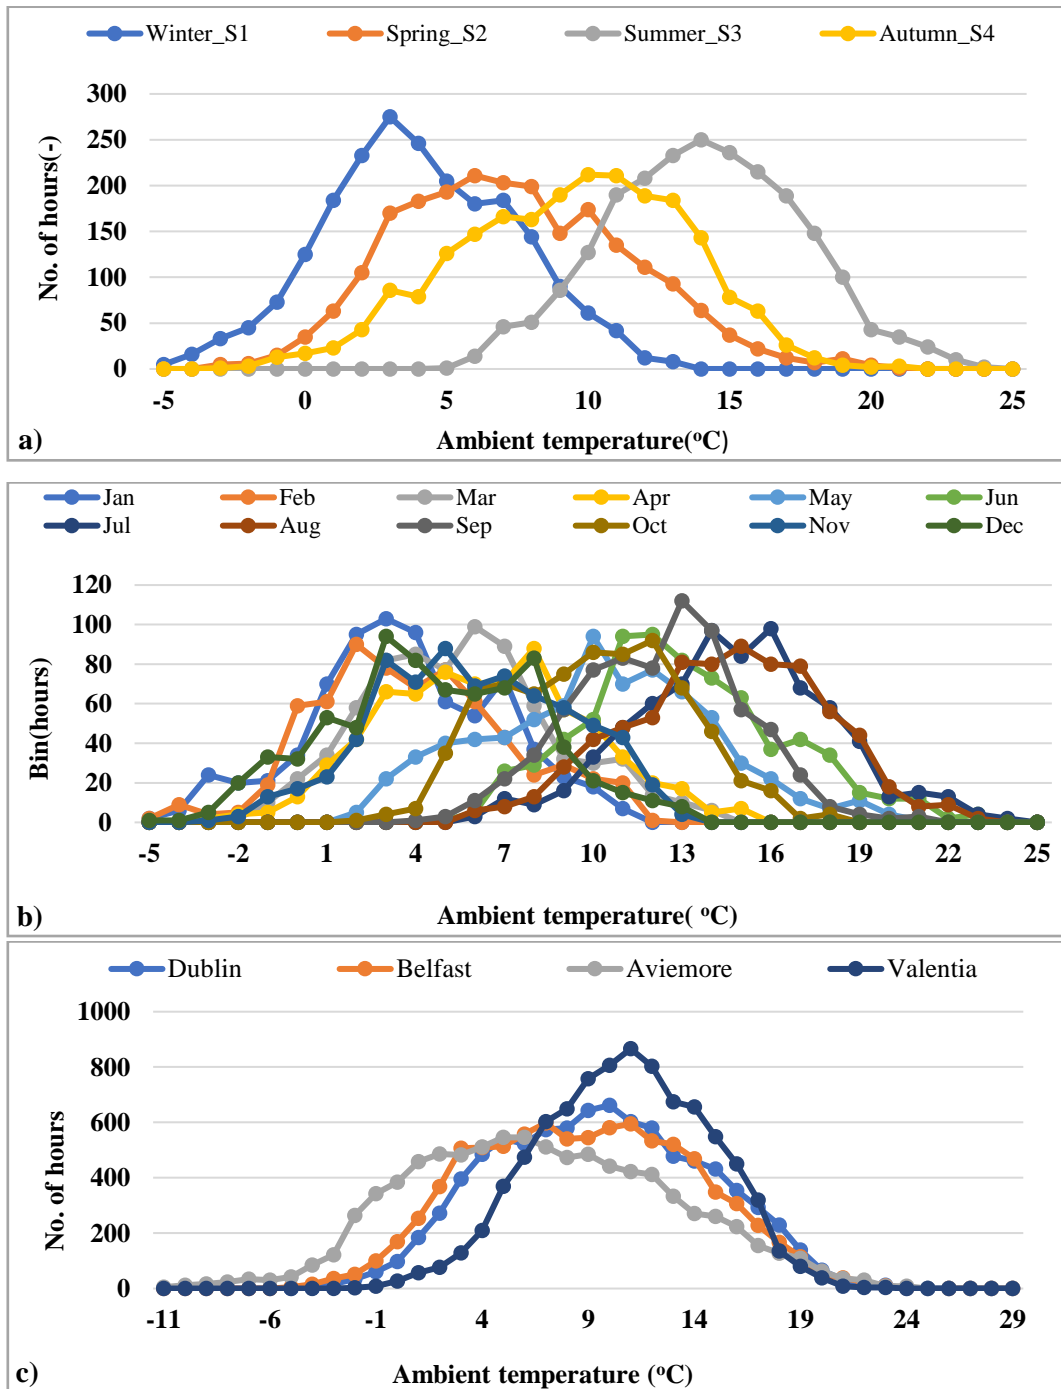 Winter_S1 Spring_S2 Summer_S3 Autumn_S4
300
250
200
150
100
50
0
No. of hours(-)
-5 0 5 10 15 20 25
Ambient temperature(°C)
a)
Jan Feb Mar Apr May Jun
Jul Aug Sep Oct Nov Dec
120
100
80
60
40
20
0
Bin(hours)
-5 -2 1 4 7 10 13 16 19 22 25
Ambient temperature( °C)
b)
Dublin Belfast Aviemore Valentia
1000
800
600
400
200
0
No. of hours
-11 -6 -1 4 9 14 19 24 29
Ambient temperature (°C)
c)